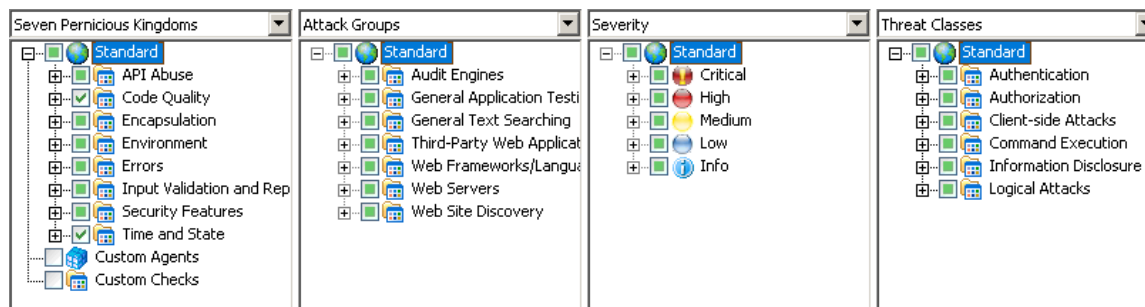 Seven Pernicious Kingdoms
Standard
API Abuse
Code Quality
Encapsulation
Environment
Errors
Input Validation and Rep
Security Features
Time and State
Custom Agents
Custom Checks
Attack Groups
Standard
Audit Engines
General Application Testi
General Text Searching
Third-Party Web Applicat
Web Frameworks/Langua
Web Servers
Web Site Discovery
Severity
Standard
Critical
High
Medium
Low
Info
Threat Classes
Standard
Authentication
Authorization
Client-side Attacks
Command Execution
Information Disclosure
Logical Attacks